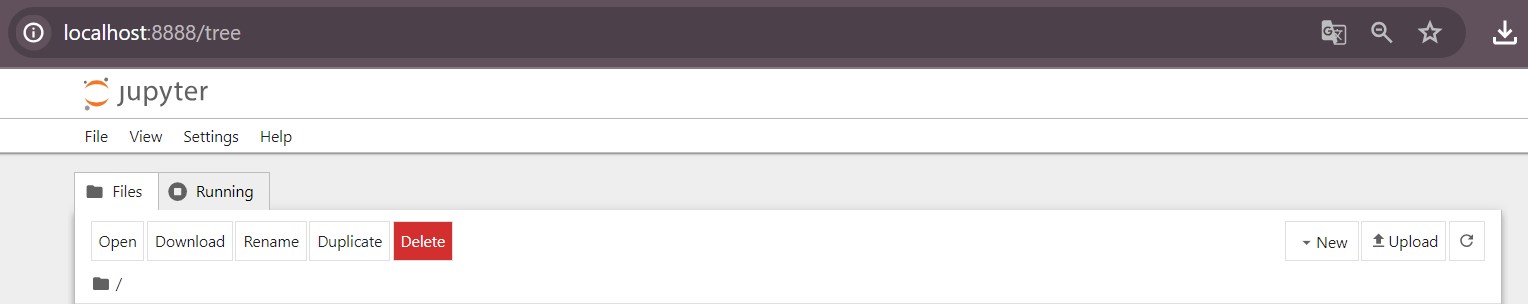 localhost:8888/tree
jupyter
File View Settings Help
Files Running
Open Download Rename Duplicate Delete New Upload
/